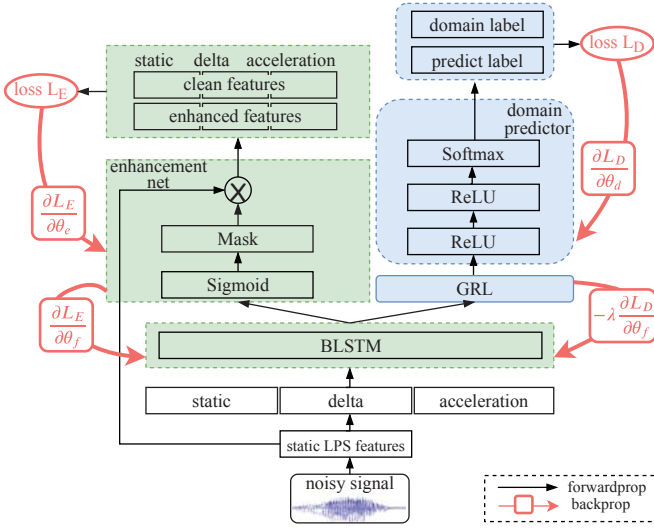 domain label
predict label
loss L_D
static delta acceleration
clean features
enhanced features
loss L_E
domain
predictor
Softmax
ReLU
ReLU
∂L_D
∂θ_d
enhancement
net
X
Mask
Sigmoid
∂L_E
∂θ_e
GRL
∂L_E
∂θ_f
−λ ∂L_D
∂θ_f
BLSTM
static delta acceleration
static LPS features
noisy signal
forwardprop
backprop